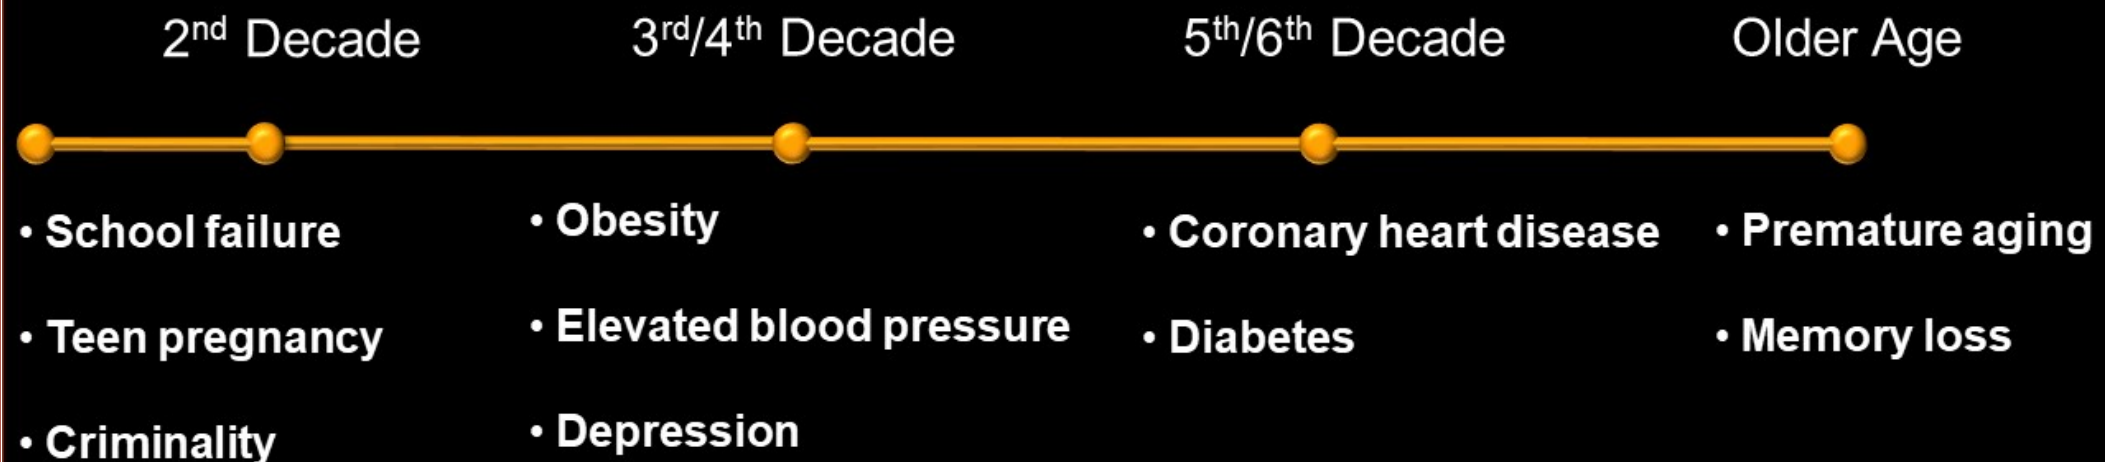 2nd Decade
3rd/4th Decade
5th/6th Decade
Older Age
• School failure
• Teen pregnancy
• Criminality
• Obesity
• Elevated blood pressure
• Depression
• Coronary heart disease
• Diabetes
• Premature aging
• Memory loss